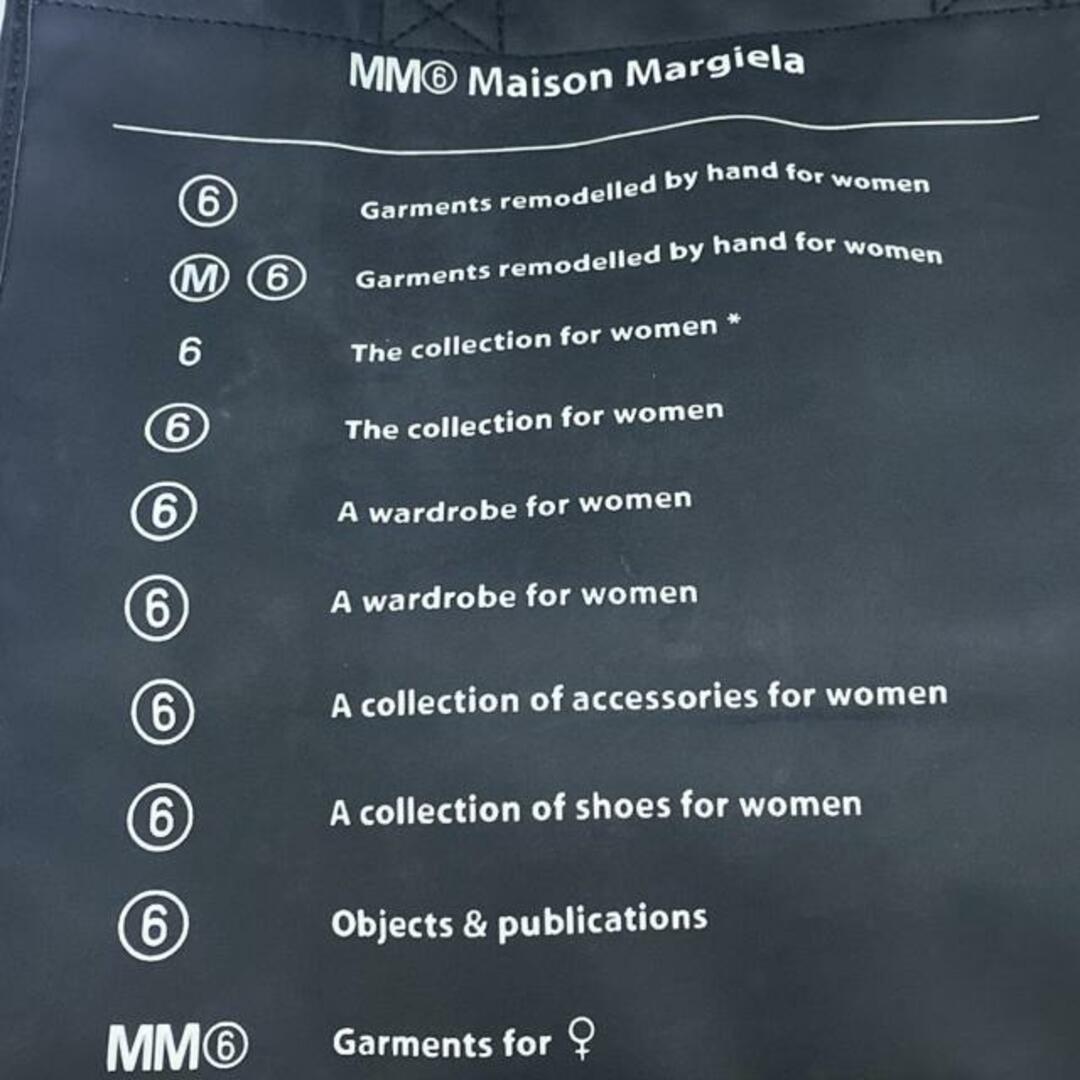 MM⑥ Maison Margiela
⑥ Garments remodelled by hand for women
Ⓜ ⑥ Garments remodelled by hand for women
6 The collection for women *
⑥ The collection for women
⑥ A wardrobe for women
⑥ A wardrobe for women
⑥ A collection of accessories for women
⑥ A collection of shoes for women
⑥ Objects & publications
MM⑥ Garments for ♀